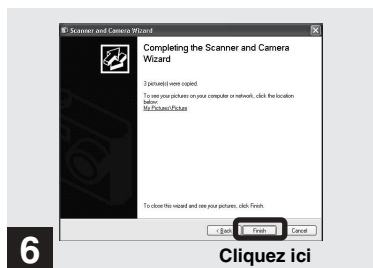 Scanner and Camera Wizard
Completing the Scanner and Camera
Wizard
3 picture(s) were copied.
To see your pictures on your computer or network, click the location
below:
My Pictures\Picture
To close this wizard and see your pictures, click Finish.
< Back
Finish
Cancel
6
Cliquez ici